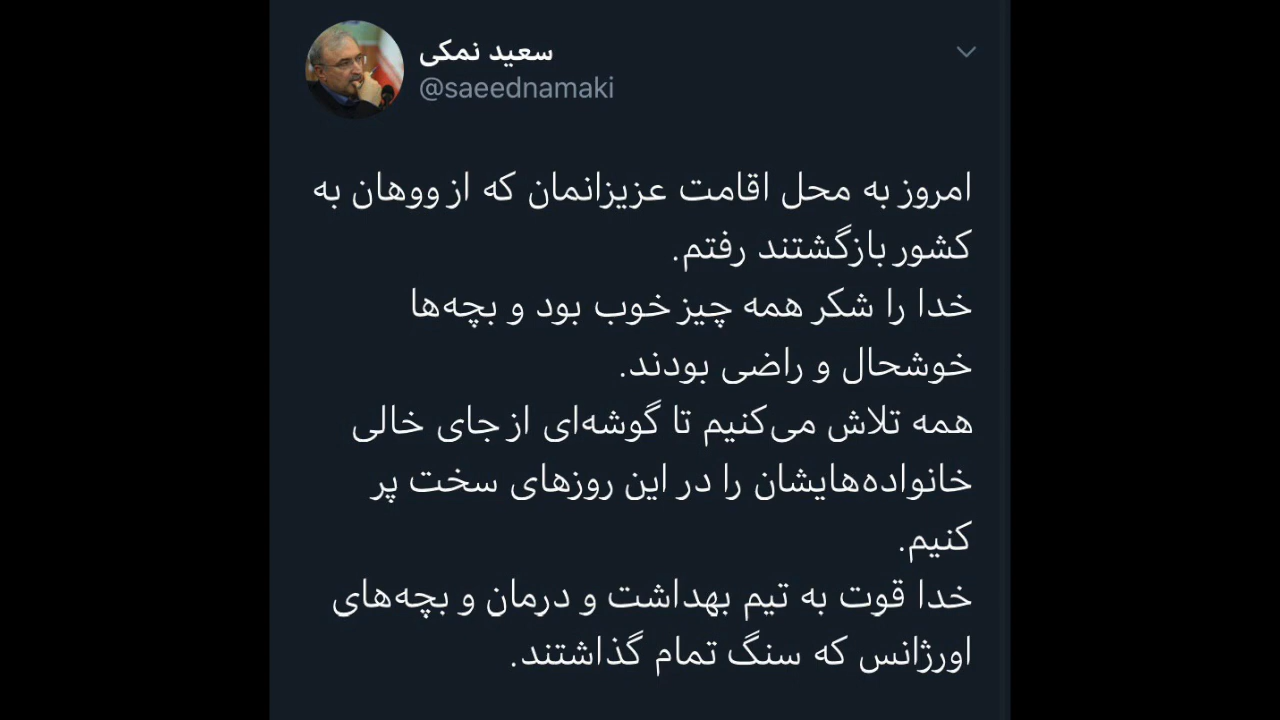 سعید نمکی
@saeednamaki
امروز به محل اقامت عزیزانمان که از ووهان به
کشور بازگشتند رفتم.
خدا را شکر همه چیز خوب بود و بچه‌ها
خوشحال و راضی بودند.
همه تلاش می‌کنیم تا گوشه‌ای از جای خالی
خانواده‌هایشان را در این روزهای سخت پر
کنیم.
خدا قوت به تیم بهداشت و درمان و بچه‌های
اورژانس که سنگ تمام گذاشتند.